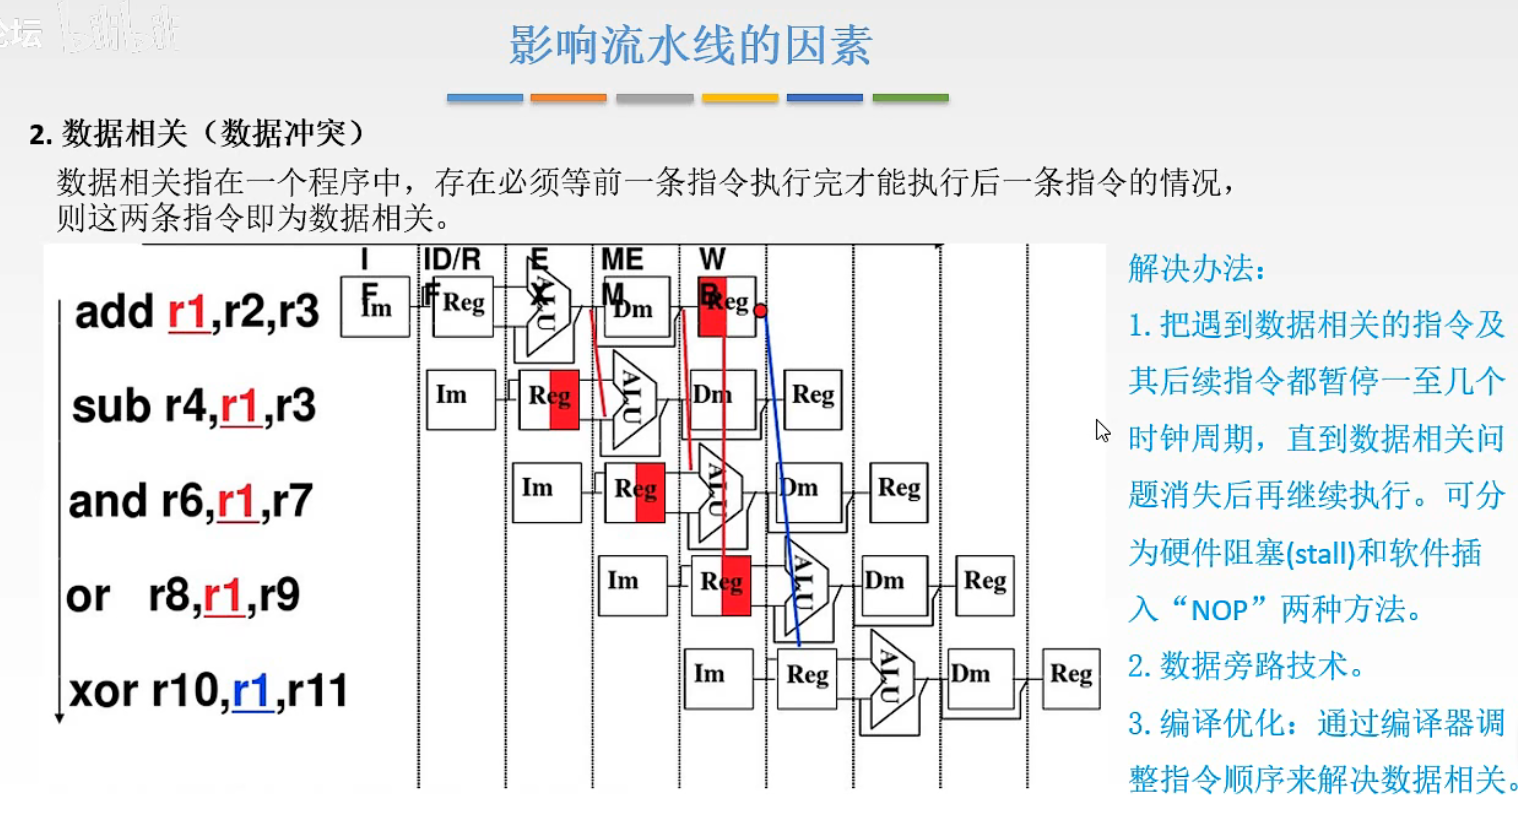 论坛 bilibili
影响流水线的因素
2. 数据相关（数据冲突）
数据相关指在一个程序中，存在必须等前一条指令执行完才能执行后一条指令的情况，
则这两条指令即为数据相关。
IF ID/RF EX MEM WB
add r1,r2,r3 Im Reg ALU Dm Reg
sub r4,r1,r3 Im Reg ALU Dm Reg
and r6,r1,r7 Im Reg ALU Dm Reg
or r8,r1,r9 Im Reg ALU Dm Reg
xor r10,r1,r11 Im Reg ALU Dm Reg
解决办法：
1. 把遇到数据相关的指令及
其后续指令都暂停一至几个
时钟周期，直到数据相关问
题消失后再继续执行。可分
为硬件阻塞(stall)和软件插
入“NOP”两种方法。
2. 数据旁路技术。
3. 编译优化：通过编译器调
整指令顺序来解决数据相关。